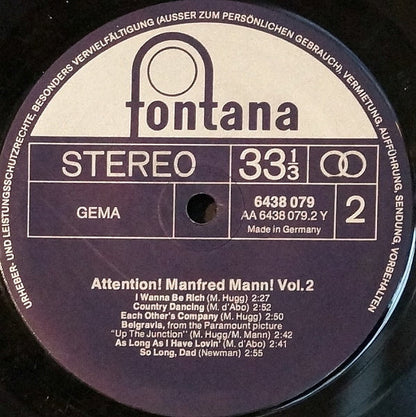 URHEBER- UND LEISTUNGSSCHUTZRECHTE, BESONDERS VERVIELFÄLTIGUNG (AUSSER ZUM PERSÖNLICHEN GEBRAUCH), VERMIETUNG, AUFFÜHRUNG, SENDUNG, VORBEHALTEN
fontana
STEREO 33⅓
GEMA
6438 079
AA 6438 079.2 Y
Made in Germany
2
Attention! Manfred Mann! Vol. 2
I Wanna Be Rich (M. Hugg) 2:27
Country Dancing (M. d'Abo) 2:52
Each Other's Company (M. Hugg) 2:50
Belgravia, from the Paramount picture
"Up The Junction" (M. Hugg/M. Mann) 2:42
As Long As I Have Lovin' (M. d'Abo) 2:41
So Long, Dad (Newman) 2:55